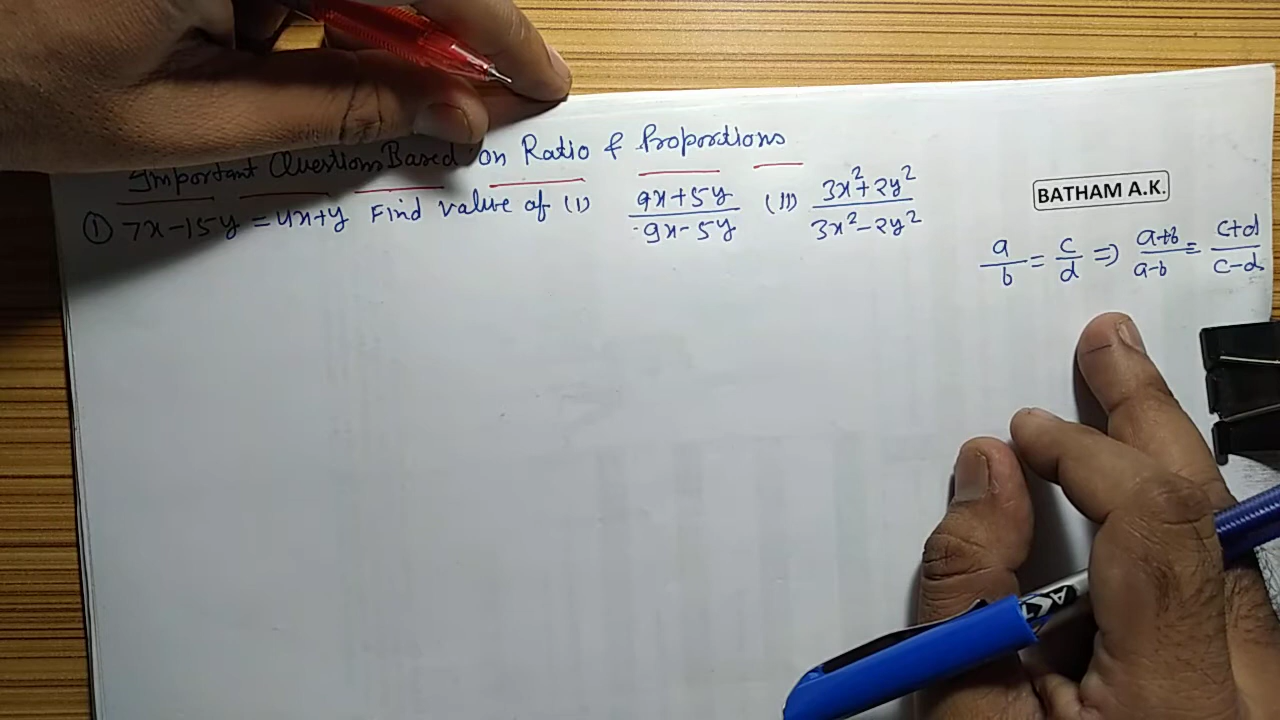 Important Questions Based on Ratio & Proportions
① 7x-15y = 4x+y Find value of (I) (9x+5y)/(9x-5y) (II) (3x²+2y²)/(3x²-2y²)
BATHAM A.K.
a/b = c/d ⇒ (a+b)/(a-b) = (c+d)/(c-d)